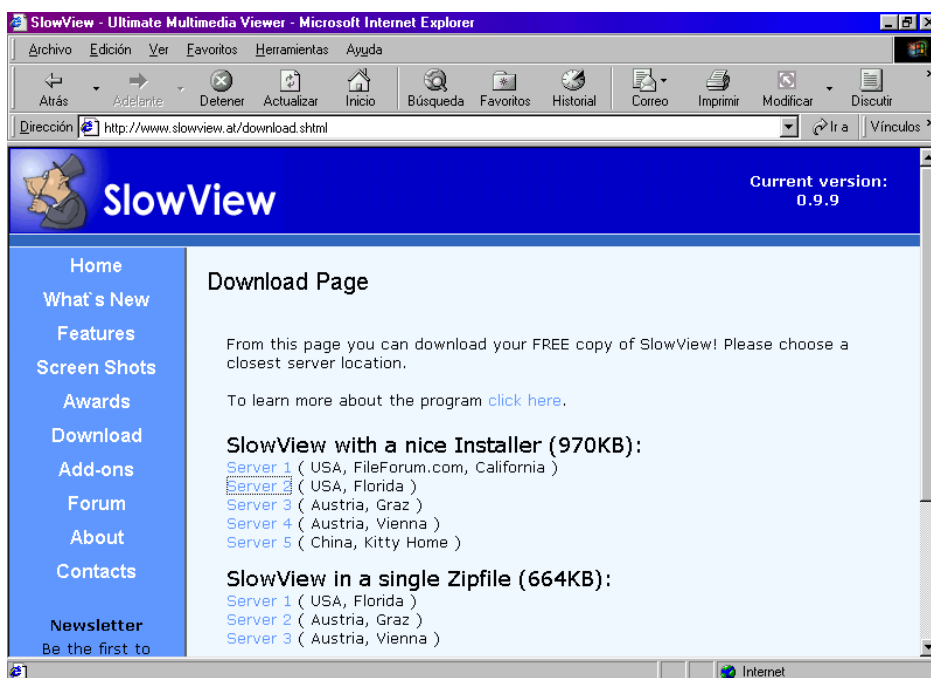 SlowView - Ultimate Multimedia Viewer - Microsoft Internet Explorer
Archivo Edición Ver Favoritos Herramientas Ayuda
Atrás Adelante Detener Actualizar Inicio Búsqueda Favoritos Historial Correo Imprimir Modificar Discutir
Dirección http://www.slowview.at/download.shtml Ir a Vínculos
SlowView
Current version:
0.9.9
Home
What`s New
Features
Screen Shots
Awards
Download
Add-ons
Forum
About
Contacts
Newsletter
Be the first to
Download Page
From this page you can download your FREE copy of SlowView! Please choose a
closest server location.
To learn more about the program click here.
SlowView with a nice Installer (970KB):
Server 1 ( USA, FileForum.com, California )
Server 2 ( USA, Florida )
Server 3 ( Austria, Graz )
Server 4 ( Austria, Vienna )
Server 5 ( China, Kitty Home )
SlowView in a single Zipfile (664KB):
Server 1 ( USA, Florida )
Server 2 ( Austria, Graz )
Server 3 ( Austria, Vienna )
Internet